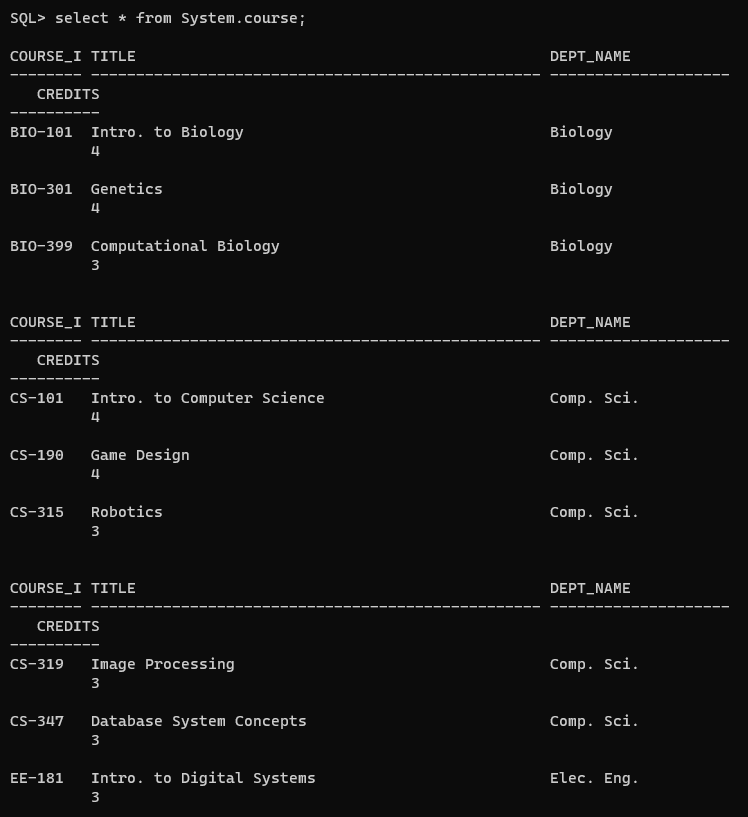 SQL> select * from System.course;
COURSE_I TITLE                                              DEPT_NAME
-------- -------------------------------------------------- --------------------
   CREDITS
----------
BIO-101  Intro. to Biology                                  Biology
         4
BIO-301  Genetics                                           Biology
         4
BIO-399  Computational Biology                              Biology
         3
COURSE_I TITLE                                              DEPT_NAME
-------- -------------------------------------------------- --------------------
   CREDITS
----------
CS-101   Intro. to Computer Science                         Comp. Sci.
         4
CS-190   Game Design                                        Comp. Sci.
         4
CS-315   Robotics                                           Comp. Sci.
         3
COURSE_I TITLE                                              DEPT_NAME
-------- -------------------------------------------------- --------------------
   CREDITS
----------
CS-319   Image Processing                                   Comp. Sci.
         3
CS-347   Database System Concepts                           Comp. Sci.
         3
EE-181   Intro. to Digital Systems                          Elec. Eng.
         3